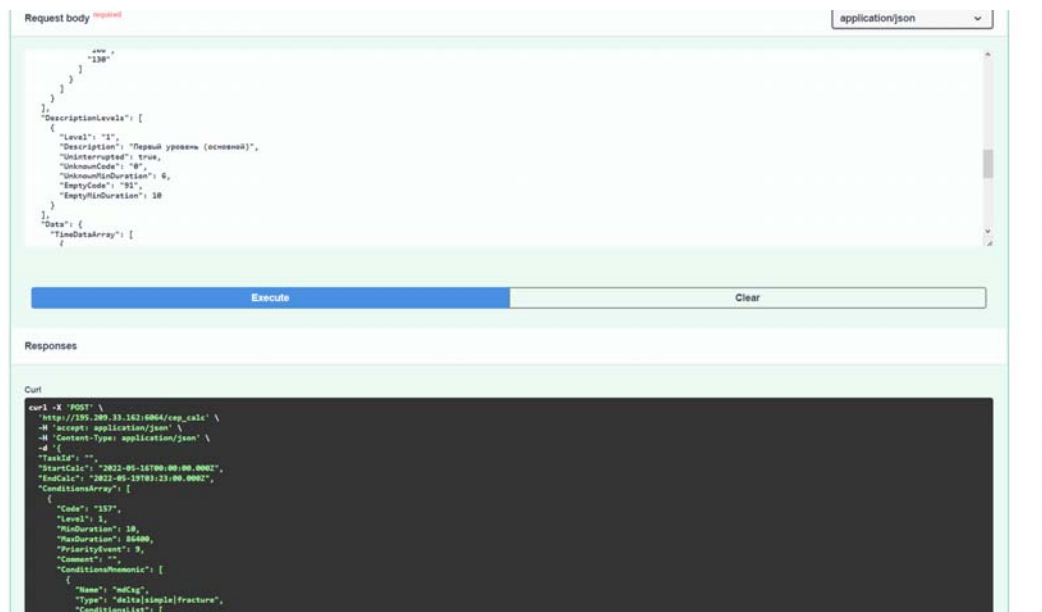 Request body required
application/json
"130"
]
}
]
}
],
"DescriptionLevels": [
{
"Level": "1",
"Description": "Первый уровень (основной)",
"Uninterrupted": true,
"UnknownCode": "0",
"UnknownMinDuration": 6,
"EmptyCode": "91",
"EmptyMinDuration": 10
}
],
"Data": {
"TimeDataArray": [
{
Execute
Clear
Responses
Curl
curl -X 'POST' \
'http://195.209.33.162:6064/cep_calc' \
-H 'accept: application/json' \
-H 'Content-Type: application/json' \
-d '{
"TaskId": "",
"StartCalc": "2022-05-16T00:00:00.000Z",
"EndCalc": "2022-05-19T03:23:00.000Z",
"ConditionsArray": [
{
"Code": "157",
"Level": 1,
"MinDuration": 10,
"MaxDuration": 86400,
"PriorityEvent": 9,
"Comment": "",
"ConditionsMnemonic": [
{
"Name": "mdCsg",
"Type": "delta|simple|fracture",
"ConditionsList": [